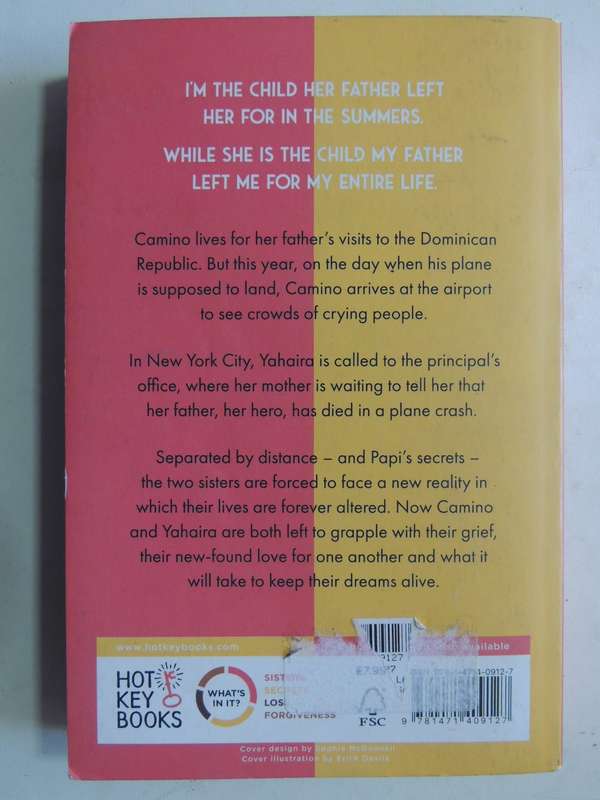 I'M THE CHILD HER FATHER LEFT
HER FOR IN THE SUMMERS.
WHILE SHE IS THE CHILD MY FATHER
LEFT ME FOR MY ENTIRE LIFE.
Camino lives for her father's visits to the Dominican
Republic. But this year, on the day when his plane
is supposed to land, Camino arrives at the airport
to see crowds of crying people.
In New York City, Yahaira is called to the principal's
office, where her mother is waiting to tell her that
her father, her hero, has died in a plane crash.
Separated by distance – and Papi's secrets –
the two sisters are forced to face a new reality in
which their lives are forever altered. Now Camino
and Yahaira are both left to grapple with their grief,
their new-found love for one another and what it
will take to keep their dreams alive.
www.hotkeybooks.com
available
HOT
KEY
BOOKS
WHAT'S
IN IT?
FORGIVENESS
£7.99
FSC
9 781471 409127
Cover design by Sophie McDonnell
Cover illustration by